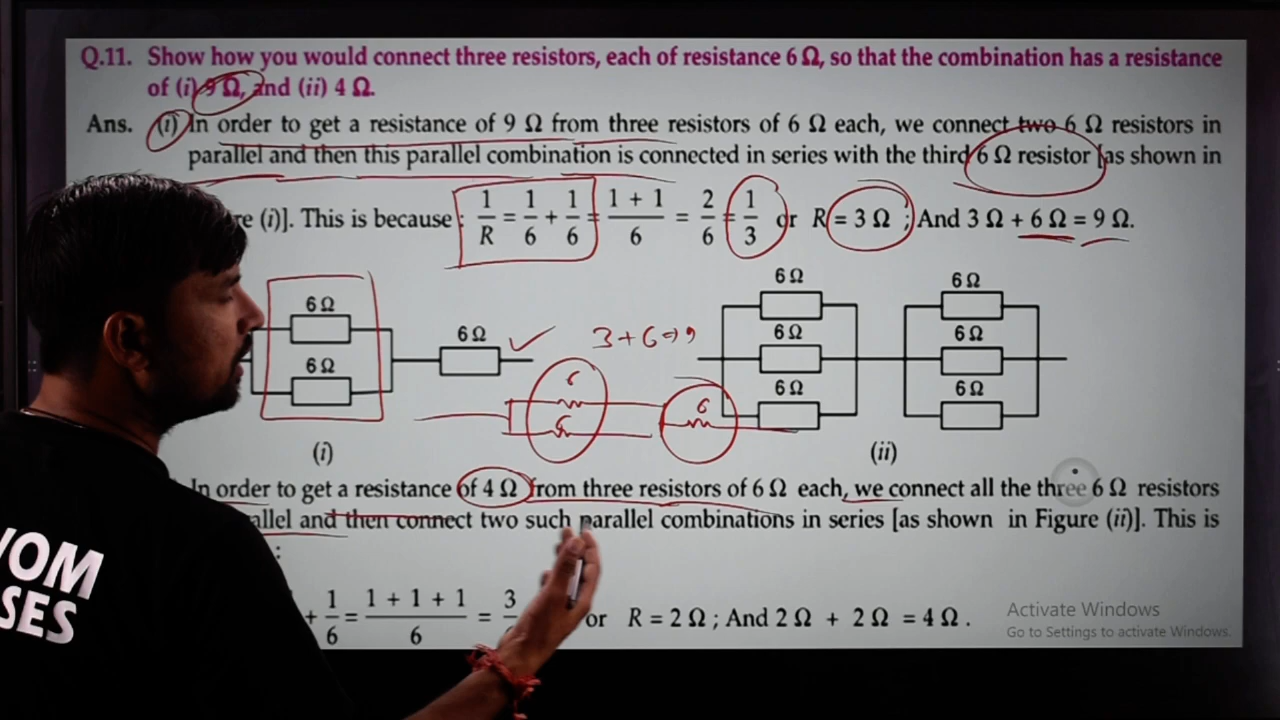 Q.11. Show how you would connect three resistors, each of resistance 6 Ω, so that the combination has a resistance
of (i) 9 Ω, and (ii) 4 Ω.
Ans. (i) In order to get a resistance of 9 Ω from three resistors of 6 Ω each, we connect two 6 Ω resistors in
parallel and then this parallel combination is connected in series with the third 6 Ω resistor [as shown in
re (i)]. This is because : 1/R = 1/6 + 1/6 = 1 + 1/6 = 2/6 = 1/3 or R = 3 Ω ; And 3 Ω + 6 Ω = 9 Ω.
6 Ω
6 Ω
6 Ω
3+6⇒9
6
6
6
(i)
6 Ω
6 Ω
6 Ω
6 Ω
6 Ω
6 Ω
(ii)
In order to get a resistance of 4 Ω from three resistors of 6 Ω each, we connect all the three 6 Ω resistors
allel and then connect two such parallel combinations in series [as shown in Figure (ii)]. This is
:
+ 1/6 = 1 + 1 + 1/6 = 3 or R = 2 Ω ; And 2 Ω + 2 Ω = 4 Ω.
Activate Windows
Go to Settings to activate Windows.
OM
SES